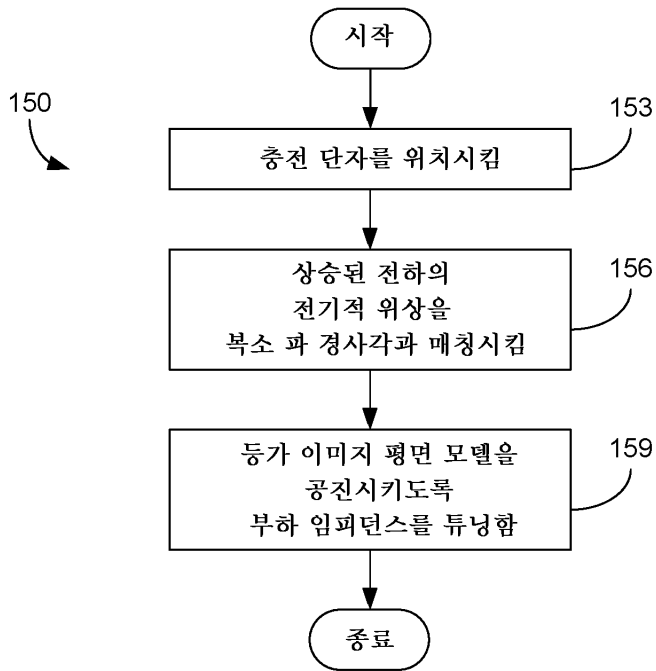 시작
150
153
충전 단자를 위치시킴
상승된 전하의
전기적 위상을
복소 파 경사각과 매칭시킴
156
등가 이미지 평면 모델을
공진시키도록
부하 임피던스를 튜닝함
159
종료